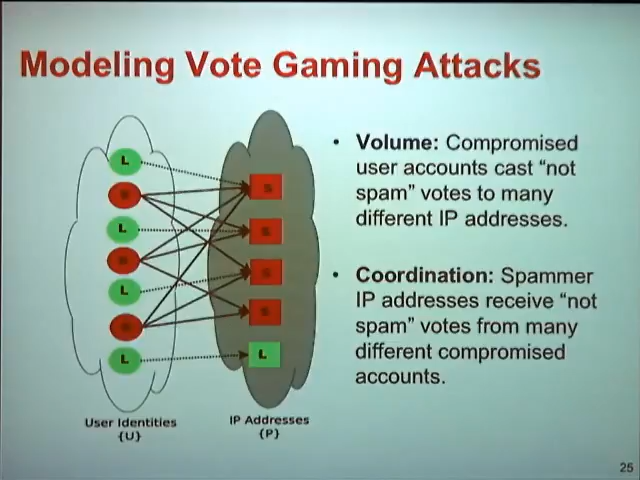 Modeling Vote Gaming Attacks
L
S
L
S
L
S
L
S
S
S
S
L
User Identities
{U}
IP Addresses
{P}
• Volume: Compromised
user accounts cast “not
spam” votes to many
different IP addresses.
• Coordination: Spammer
IP addresses receive “not
spam” votes from many
different compromised
accounts.
25